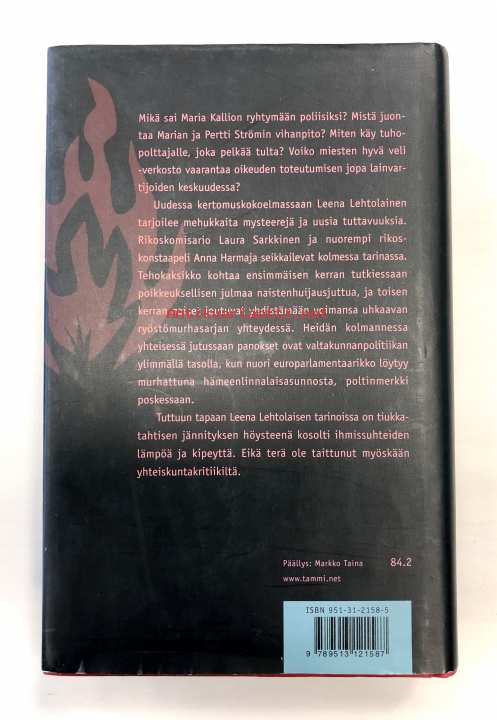 Mikä sai Maria Kallion ryhtymään poliisiksi? Mistä juon-
taa Marian ja Pertti Strömin vihanpito? Miten käy tuho-
polttajalle, joka pelkää tulta? Voiko miesten hyvä veli
-verkosto vaarantaa oikeuden toteutumisen jopa lainvar-
tijoiden keskuudessa?
Uudessa kertomuskokoelmassaan Leena Lehtolainen
tarjoilee mehukkaita mysteerejä ja uusia tuttavuuksia.
Rikoskomisario Laura Sarkkinen ja nuorempi rikos-
konstaapeli Anna Harmaja seikkailevat kolmessa tarinassa.
Tehokaksikko kohtaa ensimmäisen kerran tutkiessaan
poikkeuksellisen julmaa naistenhuijausjuttua, ja toisen
kerran naiset joutuvat yhdistämään voimansa uhkaavan
ryöstömurhasarjan yhteydessä. Heidän kolmannessa
yhteisessä jutussaan panokset ovat valtakunnanpolitiikan
ylimmällä tasolla, kun nuori europarlamentaarikko löytyy
murhattuna hämeenlinnalaisasunnosta, poltinmerkki
poskessaan.
Tuttuun tapaan Leena Lehtolaisen tarinoissa on tiukka-
tahtisen jännityksen höysteenä kosolti ihmissuhteiden
lämpöä ja kipeyttä. Eikä terä ole taittunut myöskään
yhteiskuntakritiikiltä.
Päällys: Markko Taina 84.2
www.tammi.net
ISBN 951-31-2158-5
9 789513 121587